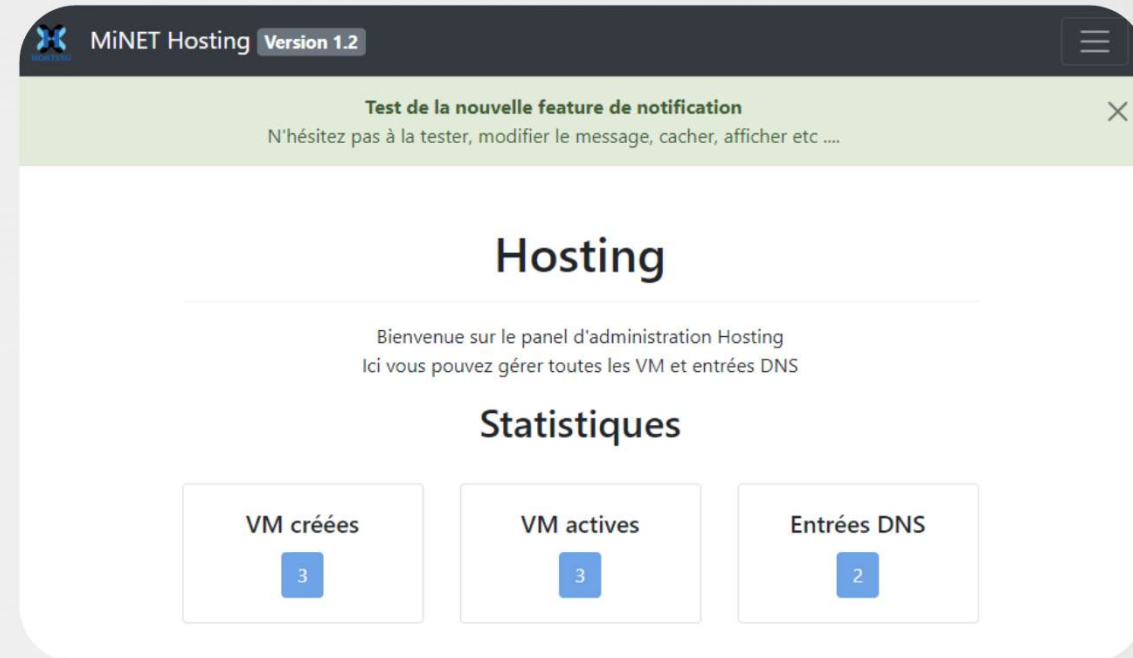 HOSTING
MiNET Hosting Version 1.2
Test de la nouvelle feature de notification
N'hésitez pas à la tester, modifier le message, cacher, afficher etc ....
Hosting
Bienvenue sur le panel d'administration Hosting
Ici vous pouvez gérer toutes les VM et entrées DNS
Statistiques
VM créées
3
VM actives
3
Entrées DNS
2